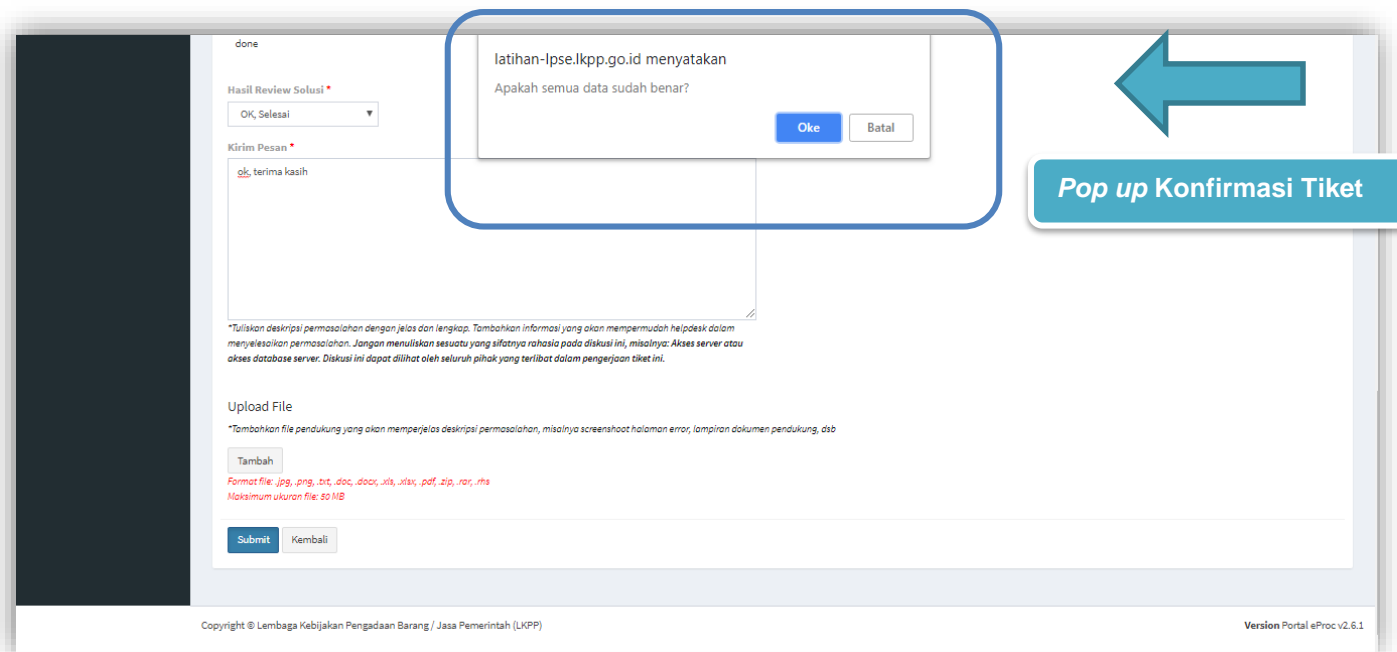 done
latihan-lpse.lkpp.go.id menyatakan
Apakah semua data sudah benar?
Oke
Batal
Hasil Review Solusi *
OK, Selesai
Kirim Pesan *
ok, terima kasih
Pop up Konfirmasi Tiket
*Tuliskan deskripsi permasalahan dengan jelas dan lengkap. Tambahkan informasi yang akan mempermudah helpdesk dalam
menyelesaikan permasalahan. Jangan menuliskan sesuatu yang sifatnya rahasia pada diskusi ini, misalnya: Akses server atau
akses database server. Diskusi ini dapat dilihat oleh seluruh pihak yang terlibat dalam pengerjaan tiket ini.
Upload File
*Tambahkan file pendukung yang akan memperjelas deskripsi permasalahan, misalnya screenshoot halaman error, lampiran dokumen pendukung, dsb
Tambah
Format file: .jpg, .png, .txt, .doc, .docx, .xls, .xlsx, .pdf, .zip, .rar, .rhs
Maksimum ukuran file: 50 MB
Submit
Kembali
Copyright © Lembaga Kebijakan Pengadaan Barang / Jasa Pemerintah (LKPP)
Version Portal eProc v2.6.1